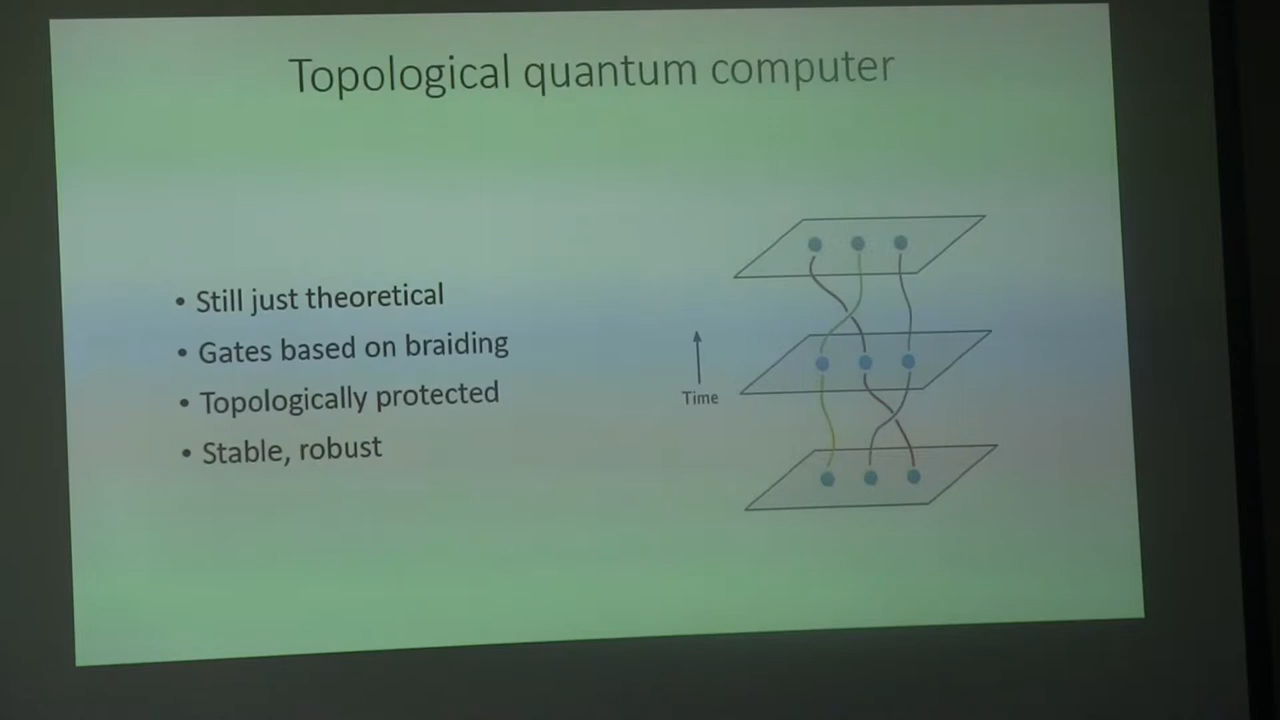 Topological quantum computer
• Still just theoretical
• Gates based on braiding
• Topologically protected
• Stable, robust
Time